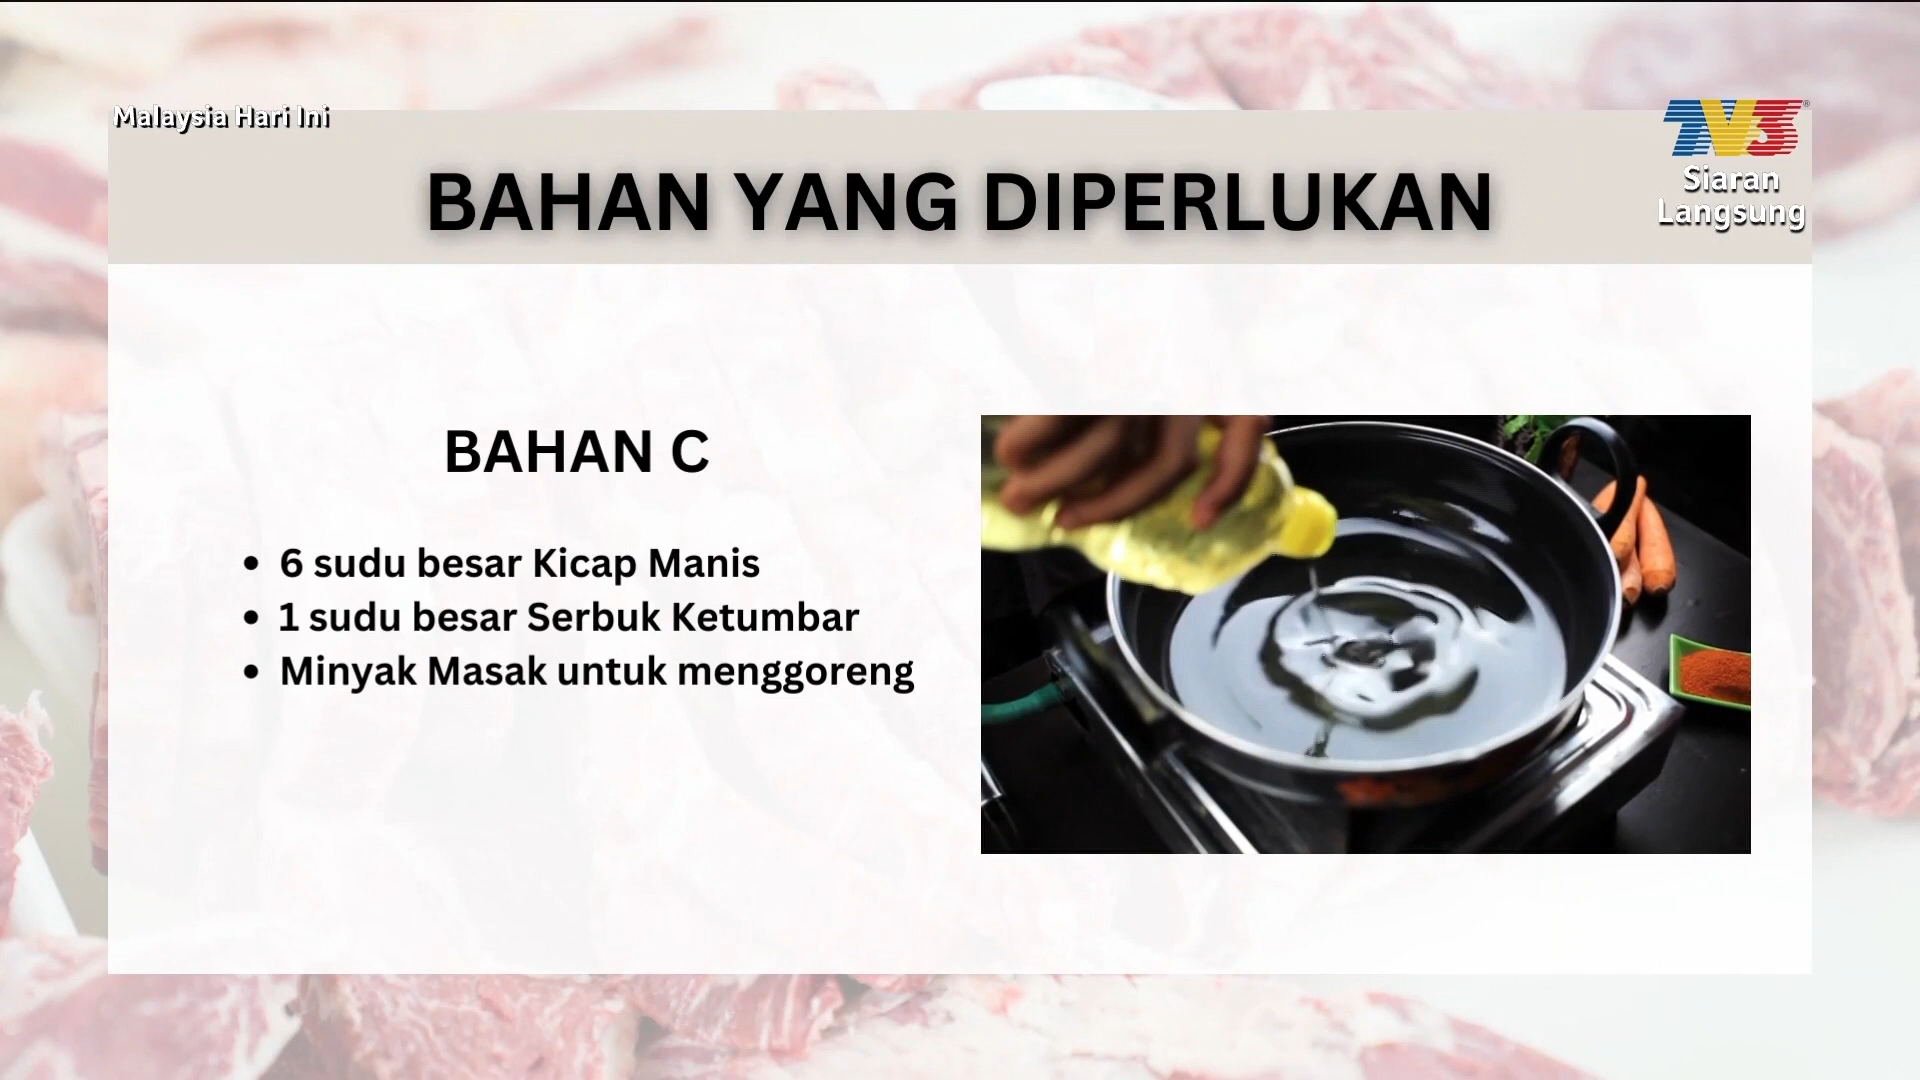 Malaysia Hari Ini
TV3
Siaran
Langsung
BAHAN YANG DIPERLUKAN
BAHAN C
• 6 sudu besar Kicap Manis
• 1 sudu besar Serbuk Ketumbar
• Minyak Masak untuk menggoreng